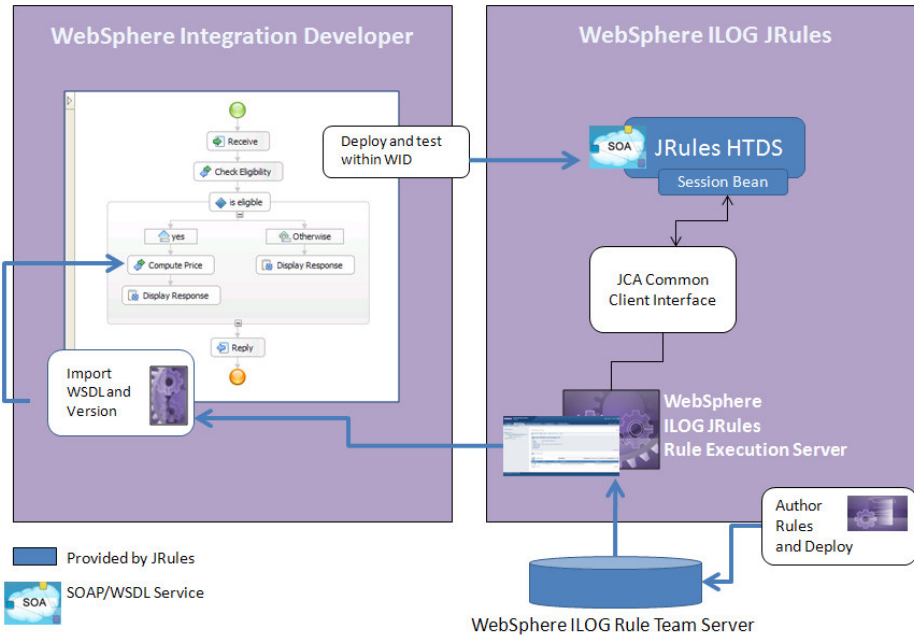 WebSphere Integration Developer
Receive
Check Eligibility
is eligible
yes
Otherwise
Compute Price
Display Response
Display Response
Reply
Import
WSDL and
Version
Deploy and test
within WID
WebSphere ILOG JRules
SOA
JRules HTDS
Session Bean
JCA Common
Client Interface
WebSphere
ILOG JRules
Rule Execution Server
Author
Rules
and Deploy
WebSphere ILOG Rule Team Server
Provided by JRules
SOA
SOAP/WSDL Service